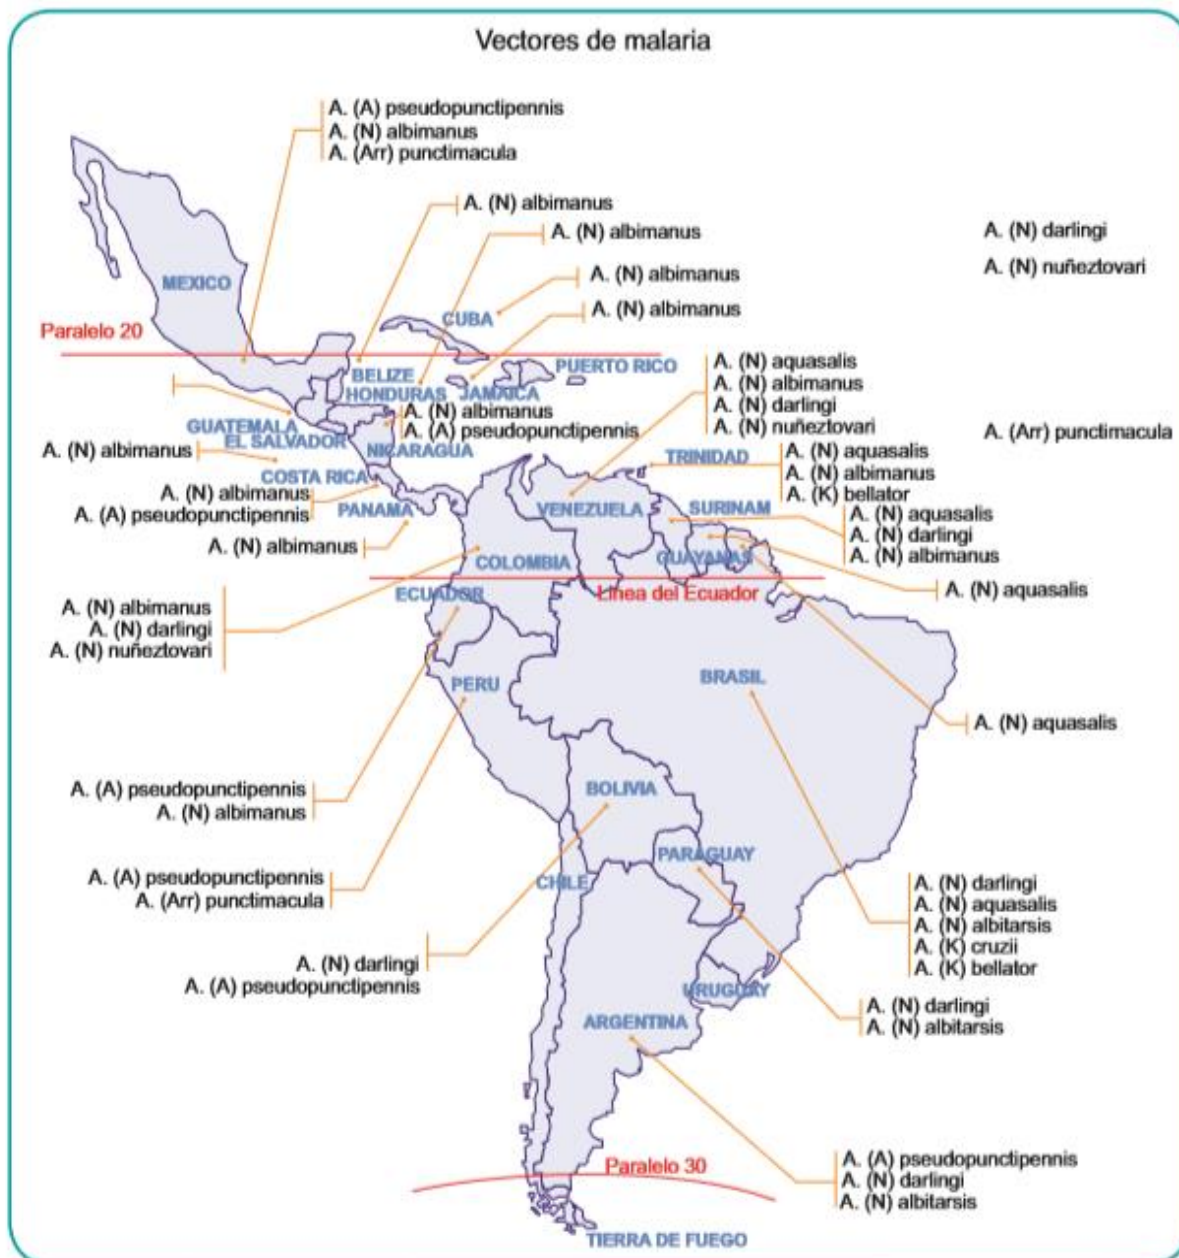 Vectores de malaria
A. (A) pseudopunctipennis
A. (N) albimanus
A. (Arr) punctimacula
A. (N) albimanus
A. (N) albimanus
A. (N) darlingi
A. (N) nuñeztovari
A. (N) albimanus
A. (N) albimanus
MEXICO
CUBA
Paralelo 20
PUERTO RICO
BELIZE
HONDURAS
JAMAICA
A. (N) aquasalis
A. (N) albimanus
A. (N) darlingi
A. (N) nuñeztovari
A. (N) albimanus
A. (A) pseudopunctipennis
GUATEMALA
EL SALVADOR
NICARAGUA
A. (Arr) punctimacula
A. (N) albimanus
COSTA RICA
TRINIDAD
A. (N) aquasalis
A. (N) albimanus
A. (K) bellator
A. (N) albimanus
A. (A) pseudopunctipennis
PANAMA
VENEZUELA
SURINAM
A. (N) aquasalis
A. (N) darlingi
A. (N) albimanus
A. (N) albimanus
COLOMBIA
GUAYANAS
A. (N) aquasalis
ECUADOR
Línea del Ecuador
A. (N) albimanus
A. (N) darlingi
A. (N) nuñeztovari
PERU
BRASIL
A. (N) aquasalis
A. (A) pseudopunctipennis
A. (N) albimanus
BOLIVIA
PARAGUAY
A. (A) pseudopunctipennis
A. (Arr) punctimacula
CHILE
A. (N) darlingi
A. (N) aquasalis
A. (N) albitarsis
A. (K) cruzii
A. (K) bellator
A. (N) darlingi
A. (A) pseudopunctipennis
URUGUAY
A. (N) darlingi
A. (N) albitarsis
ARGENTINA
Paralelo 30
A. (A) pseudopunctipennis
A. (N) darlingi
A. (N) albitarsis
TIERRA DE FUEGO